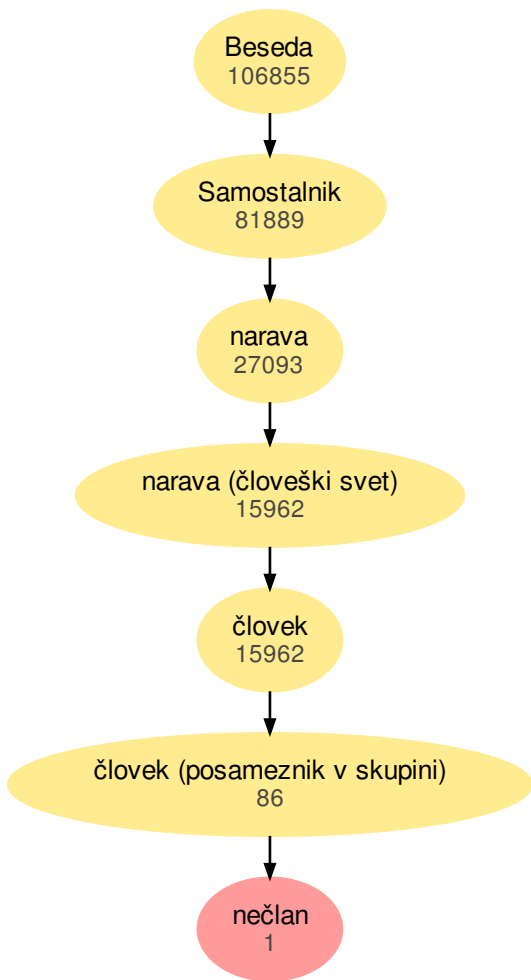 Beseda
106855
Samostalnik
81889
narava
27093
narava (človeški svet)
15962
človek
15962
človek (posameznik v skupini)
86
nečlan
1